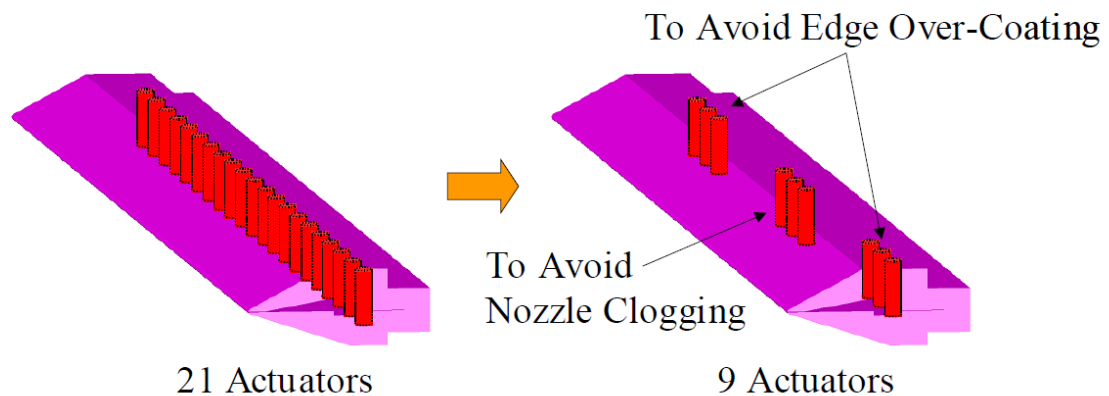 To Avoid Edge Over-Coating
To Avoid
Nozzle Clogging
21 Actuators
9 Actuators